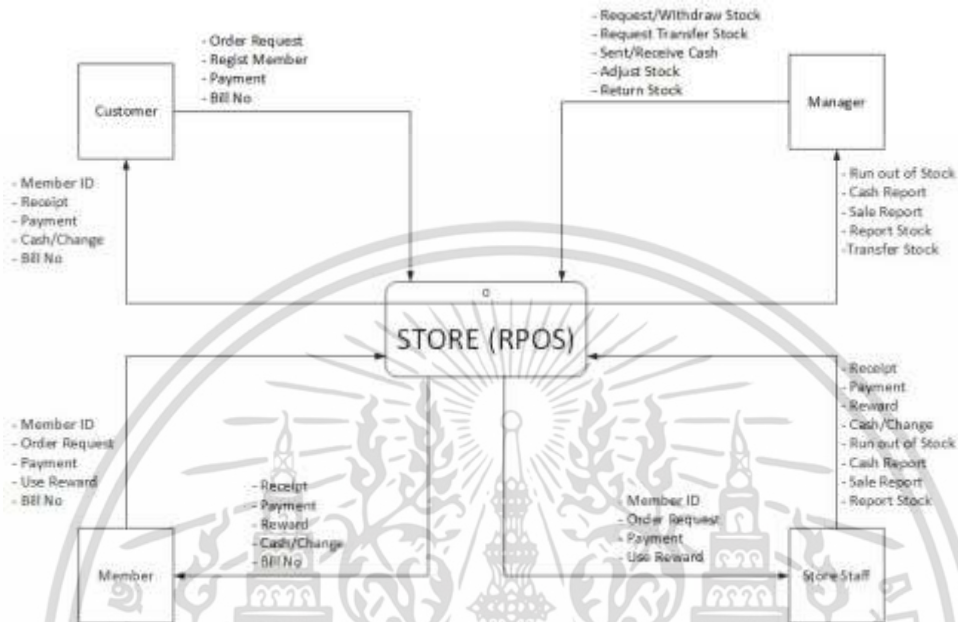 - Order Request
- Regist Member
- Payment
- Bill No
- Request/Withdraw Stock
- Request Transfer Stock
- Sent/Receive Cash
- Adjust Stock
- Return Stock
Customer
Manager
- Member ID
- Receipt
- Payment
- Cash/Change
- Bill No
- Run out of Stock
- Cash Report
- Sale Report
- Report Stock
-Transfer Stock
0
STORE (RPOS)
- Member ID
- Order Request
- Payment
- Use Reward
- Bill No
- Receipt
- Payment
- Reward
- Cash/Change
- Bill No
- Member ID
- Order Request
- Payment
- Use Reward
- Receipt
- Payment
- Reward
- Cash/Change
- Run out of Stock
- Cash Report
- Sale Report
- Report Stock
Member
Store Staff